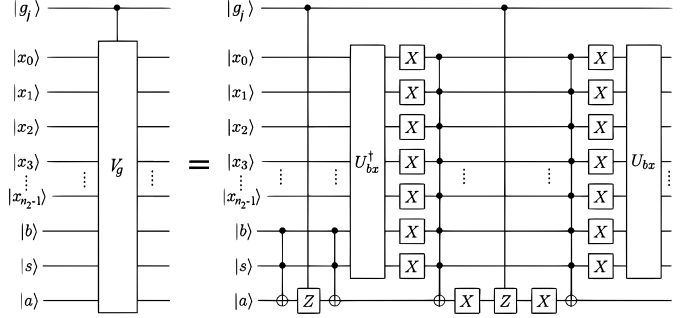 |g_j⟩ |g_j⟩
|x_0⟩ |x_0⟩ X X
|x_1⟩ |x_1⟩ X X
|x_2⟩ |x_2⟩ X X
|x_3⟩ V_g = |x_3⟩ U_{bx}^† X X U_{bx}
⋮ ⋮ ⋮ ⋮ ⋮ ⋮ ⋮ ⋮ ⋮
|x_{n_2-1}⟩ |x_{n_2-1}⟩ X X
|b⟩ |b⟩ X X
|s⟩ |s⟩ X X
|a⟩ |a⟩ Z X Z X